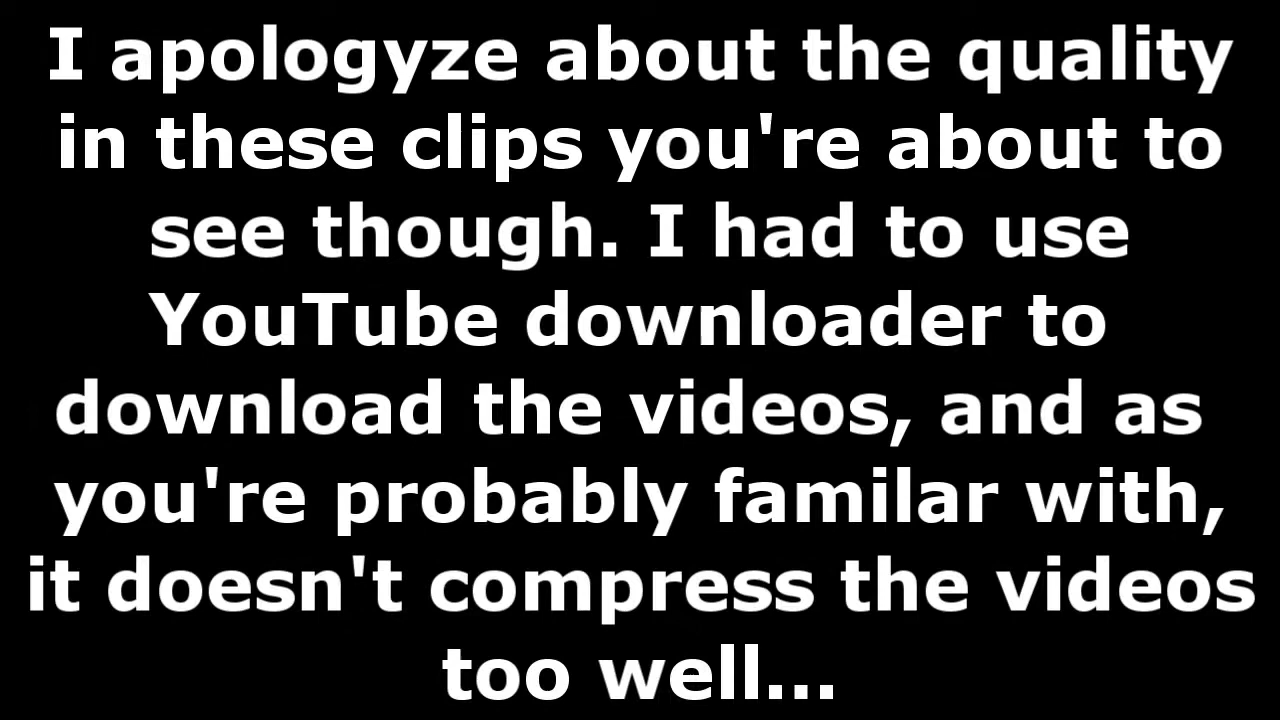 I apologyze about the quality
in these clips you're about to
see though. I had to use
YouTube downloader to
download the videos, and as
you're probably familar with,
it doesn't compress the videos
too well...